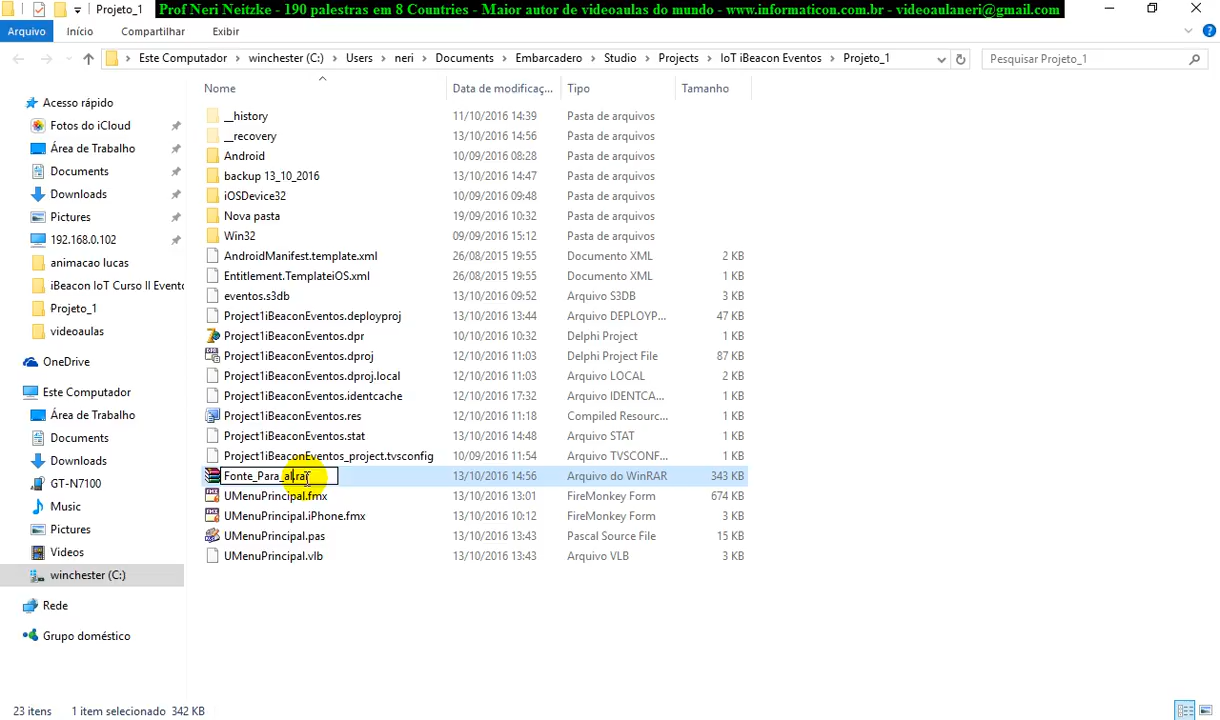 Projeto_1
Prof Neri Neitzke - 190 palestras em 8 Countries - Maior autor de videoaulas do mundo - www.informaticon.com.br - videoaulaneri@gmail.com
Arquivo Início Compartilhar Exibir
Este Computador winchester (C:) Users neri Documents Embarcadero Studio Projects IoT iBeacon Eventos Projeto_1
Pesquisar Projeto_1
Nome Data de modificaç... Tipo Tamanho
Acesso rápido
Fotos do iCloud
Área de Trabalho
Documents
Downloads
Pictures
192.168.0.102
animacao lucas
iBeacon IoT Curso II Evento
Projeto_1
videoaulas
OneDrive
Este Computador
Área de Trabalho
Documents
Downloads
GT-N7100
Music
Pictures
Videos
winchester (C:)
Rede
Grupo doméstico
__history 11/10/2016 14:39 Pasta de arquivos
__recovery 13/10/2016 14:56 Pasta de arquivos
Android 10/09/2016 08:28 Pasta de arquivos
backup 13_10_2016 13/10/2016 14:47 Pasta de arquivos
iOSDevice32 10/09/2016 09:48 Pasta de arquivos
Nova pasta 19/09/2016 10:32 Pasta de arquivos
Win32 09/09/2016 15:12 Pasta de arquivos
AndroidManifest.template.xml 26/08/2015 19:55 Documento XML 2 KB
Entitlement.TemplateiOS.xml 26/08/2015 19:55 Documento XML 1 KB
eventos.s3db 13/10/2016 09:52 Arquivo S3DB 3 KB
Project1iBeaconEventos.deployproj 13/10/2016 13:44 Arquivo DEPLOYP... 47 KB
Project1iBeaconEventos.dpr 10/10/2016 10:32 Delphi Project 1 KB
Project1iBeaconEventos.dproj 12/10/2016 11:03 Delphi Project File 87 KB
Project1iBeaconEventos.dproj.local 12/10/2016 11:03 Arquivo LOCAL 2 KB
Project1iBeaconEventos.identcache 12/10/2016 17:32 Arquivo IDENTCA... 1 KB
Project1iBeaconEventos.res 12/10/2016 11:18 Compiled Resourc... 1 KB
Project1iBeaconEventos.stat 13/10/2016 14:48 Arquivo STAT 1 KB
Project1iBeaconEventos_project.tvsconfig 10/09/2016 11:54 Arquivo TVSCONF... 1 KB
Fonte_Para_al.rar 13/10/2016 14:56 Arquivo do WinRAR 343 KB
UMenuPrincipal.fmx 13/10/2016 13:01 FireMonkey Form 674 KB
UMenuPrincipal.iPhone.fmx 13/10/2016 10:12 FireMonkey Form 3 KB
UMenuPrincipal.pas 13/10/2016 13:43 Pascal Source File 15 KB
UMenuPrincipal.vlb 13/10/2016 13:43 Arquivo VLB 3 KB
23 itens 1 item selecionado 342 KB